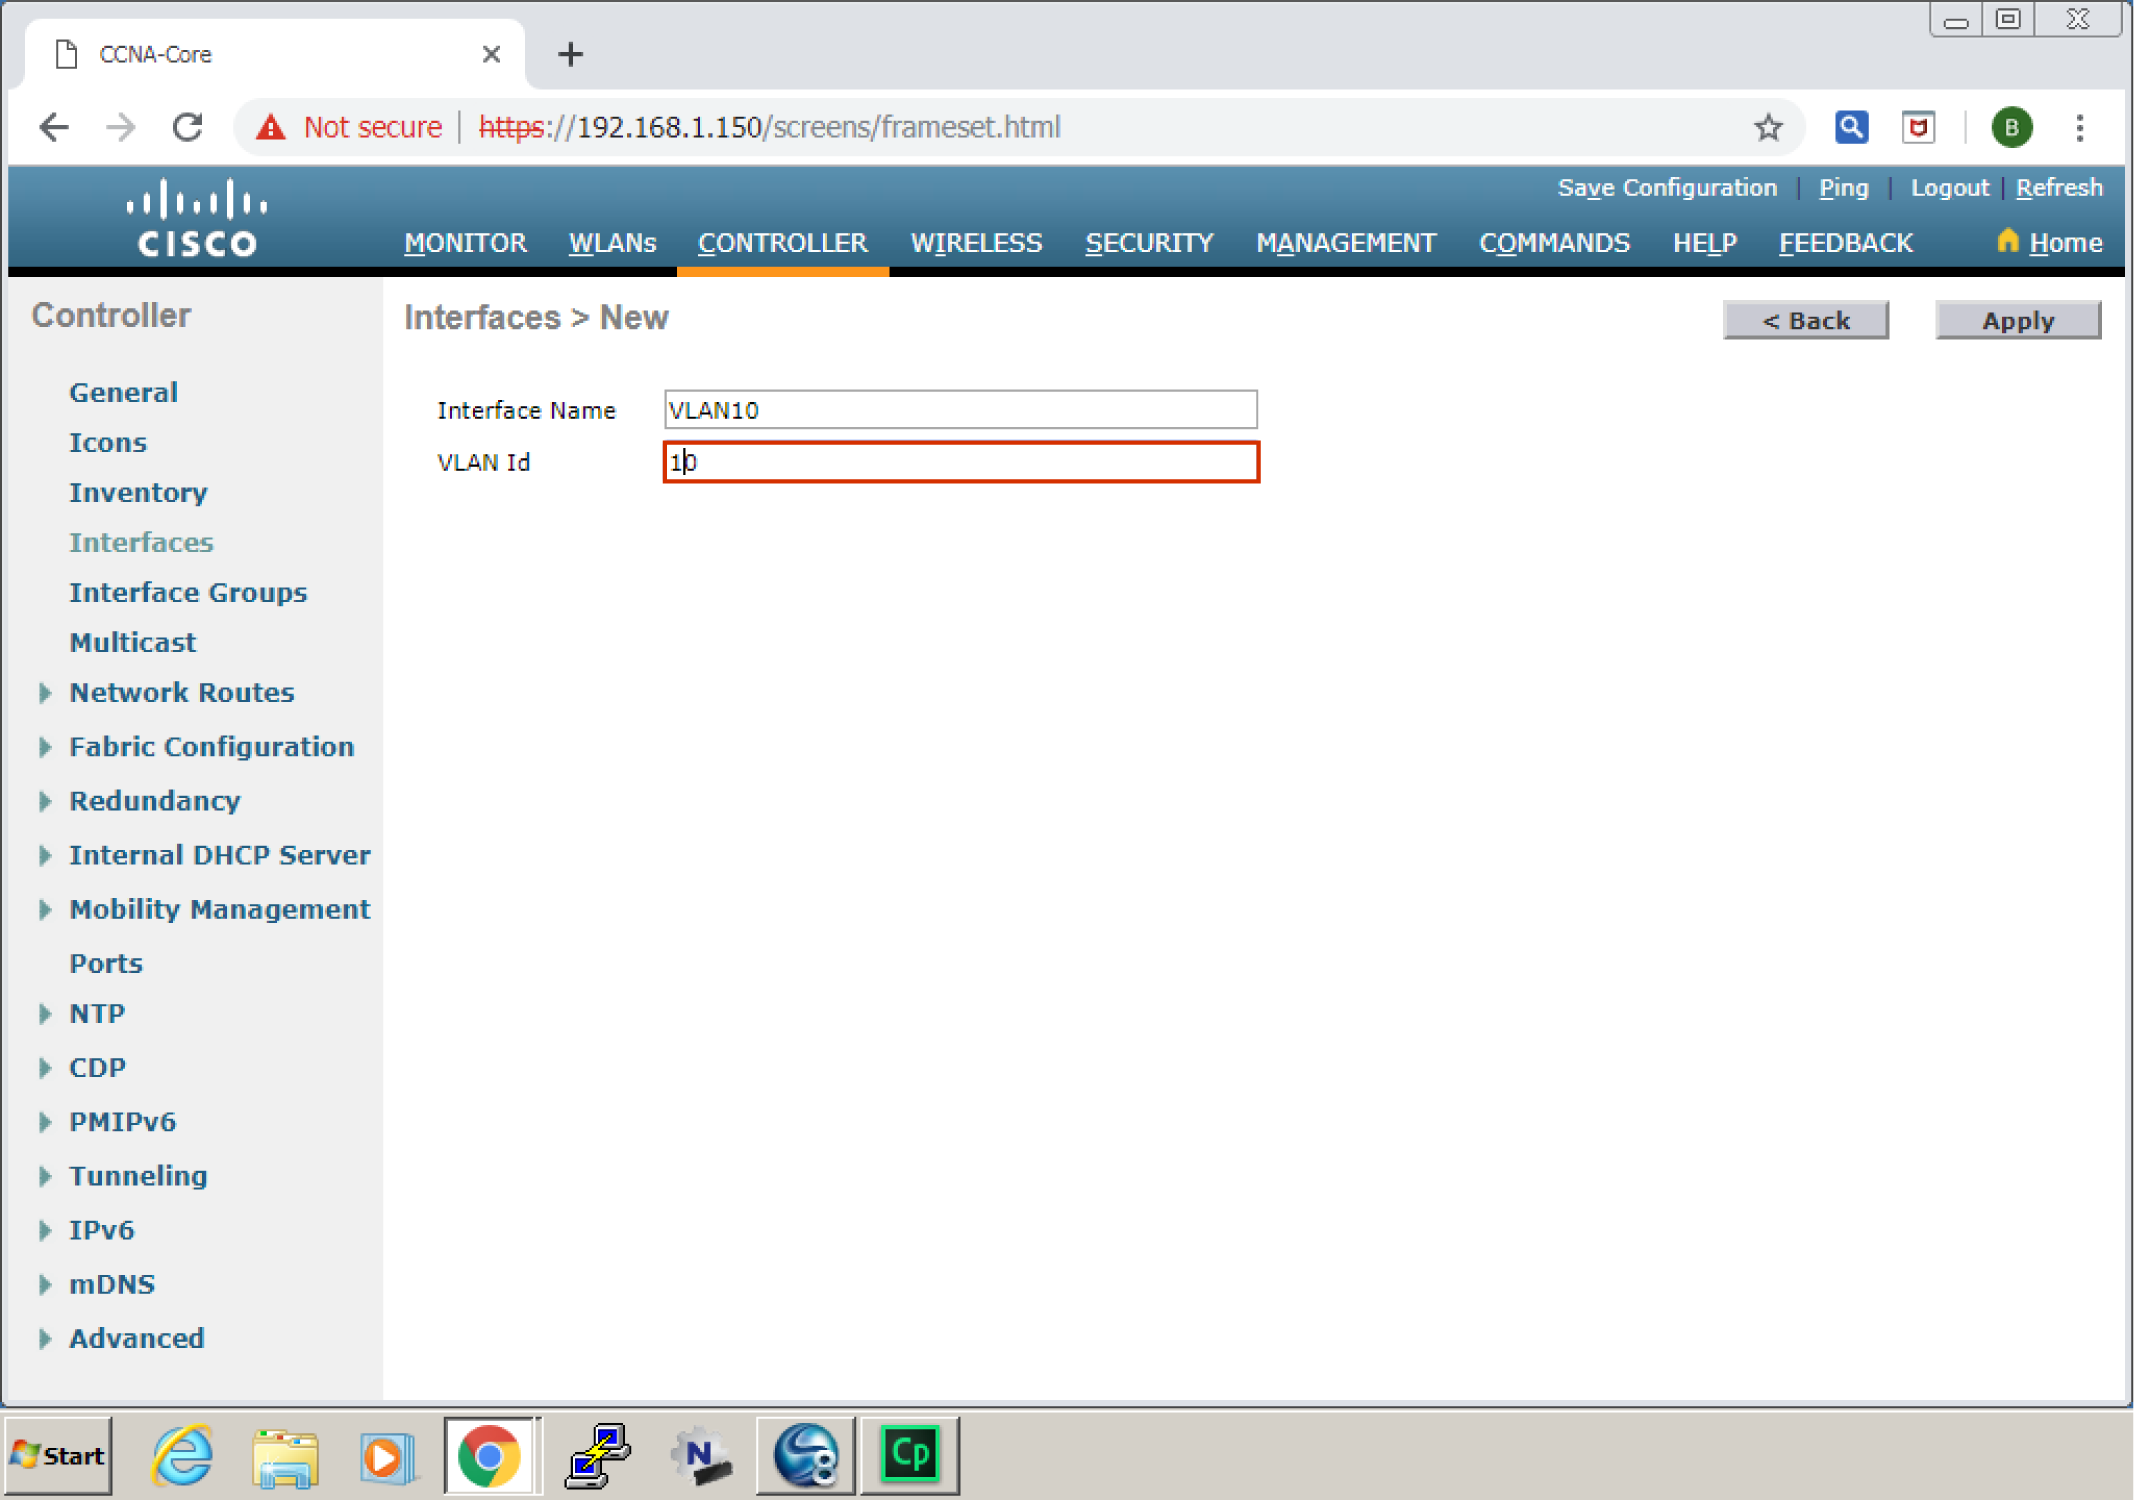 CCNA-Core
Not secure | https://192.168.1.150/screens/frameset.html
B
Save Configuration | Ping | Logout | Refresh
CISCO
MONITOR WLANs CONTROLLER WIRELESS SECURITY MANAGEMENT COMMANDS HELP FEEDBACK Home
Controller
Interfaces > New
< Back
Apply
General
Icons
Inventory
Interfaces
Interface Groups
Multicast
Network Routes
Fabric Configuration
Redundancy
Internal DHCP Server
Mobility Management
Ports
NTP
CDP
PMIPv6
Tunneling
IPv6
mDNS
Advanced
Interface Name VLAN10
VLAN Id 10
Start
N
8
Cp